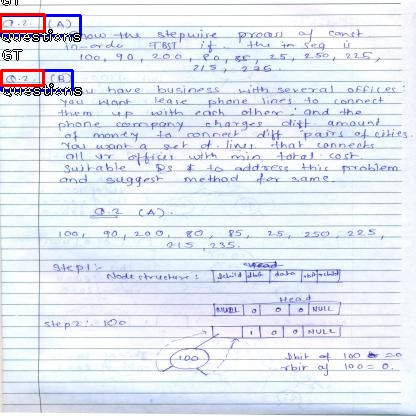 GT
Q.2. (A)
Questions
Show the stepwise process of const
in-orde TBST if the in seq is
100, 90, 200, 80, 85, 25, 250, 225,
215, 235.
GT
Q.2. (B)
Questions
You have business with several offices;
You want lease phone lines to connect
them up with each other; and the
phone company charges diff amount
of money to connect diff pairs of cities.
You want a set of lines that connects
all yr offices with min total cost.
Suitable Ds $ to address this problem
and suggest method for same.
Q.2 (A).
100, 90, 200, 80, 85, 25, 250, 225,
215, 235.
Step 1:-
Head
Node structure: lchild lbit data rbit rchild
Head
NULL 0 0 0 NULL
step 2:- 100
1 0 0 NULL
100
lbit of 100 = 0
rbit of 100 = 0.